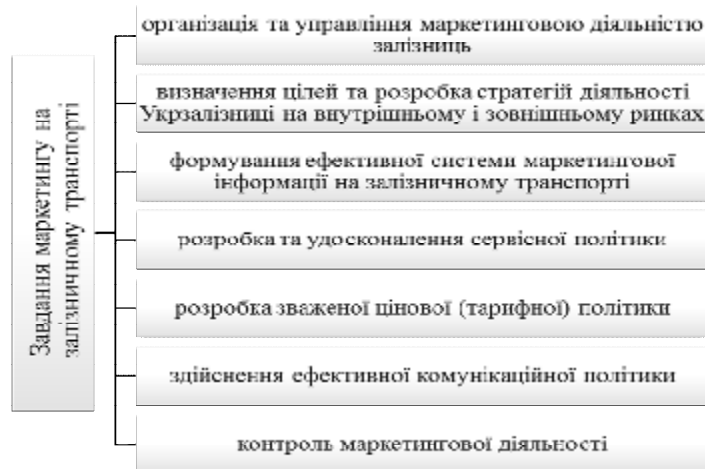 Завдання маркетингу на
залізничному транспорті
організація та управління маркетинговою діяльністю
залізниць
визначення цілей та розробка стратегій діяльності
Укрзалізниці на внутрішньому і зовнішньому ринках
формування ефективної системи маркетингової
інформації на залізничному транспорті
розробка та удосконалення сервісної політики
розробка зваженої цінової (тарифної) політики
здійснення ефективної комунікаційної політики
контроль маркетингової діяльності